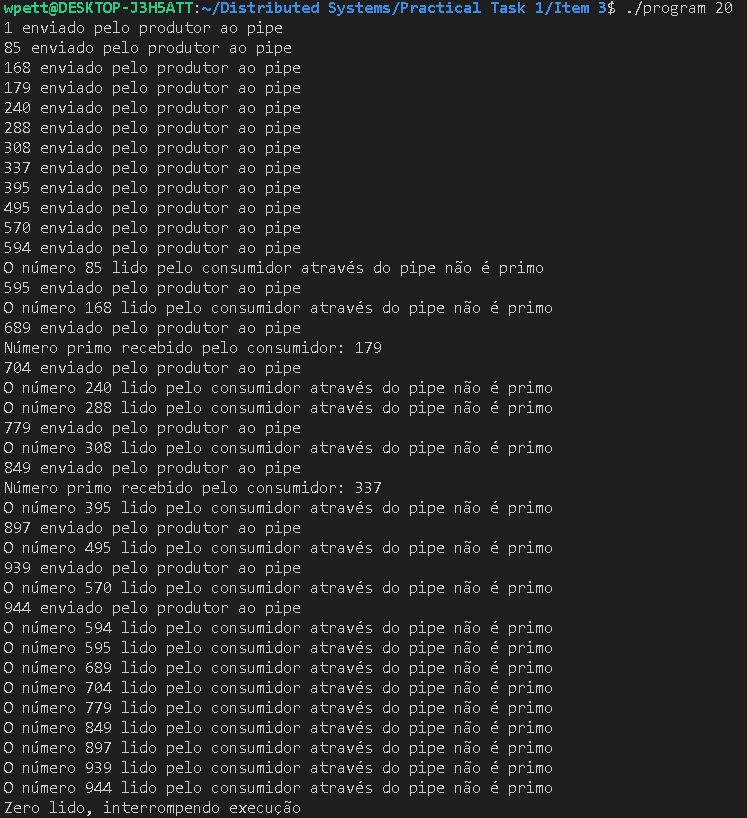 wpett@DESKTOP-J3H5ATT:~/Distributed Systems/Practical Task 1/Item 3$ ./program 20
1 enviado pelo produtor ao pipe
85 enviado pelo produtor ao pipe
168 enviado pelo produtor ao pipe
179 enviado pelo produtor ao pipe
240 enviado pelo produtor ao pipe
288 enviado pelo produtor ao pipe
308 enviado pelo produtor ao pipe
337 enviado pelo produtor ao pipe
395 enviado pelo produtor ao pipe
495 enviado pelo produtor ao pipe
570 enviado pelo produtor ao pipe
594 enviado pelo produtor ao pipe
O número 85 lido pelo consumidor através do pipe não é primo
595 enviado pelo produtor ao pipe
O número 168 lido pelo consumidor através do pipe não é primo
689 enviado pelo produtor ao pipe
Número primo recebido pelo consumidor: 179
704 enviado pelo produtor ao pipe
O número 240 lido pelo consumidor através do pipe não é primo
O número 288 lido pelo consumidor através do pipe não é primo
779 enviado pelo produtor ao pipe
O número 308 lido pelo consumidor através do pipe não é primo
849 enviado pelo produtor ao pipe
Número primo recebido pelo consumidor: 337
O número 395 lido pelo consumidor através do pipe não é primo
897 enviado pelo produtor ao pipe
O número 495 lido pelo consumidor através do pipe não é primo
939 enviado pelo produtor ao pipe
O número 570 lido pelo consumidor através do pipe não é primo
944 enviado pelo produtor ao pipe
O número 594 lido pelo consumidor através do pipe não é primo
O número 595 lido pelo consumidor através do pipe não é primo
O número 689 lido pelo consumidor através do pipe não é primo
O número 704 lido pelo consumidor através do pipe não é primo
O número 779 lido pelo consumidor através do pipe não é primo
O número 849 lido pelo consumidor através do pipe não é primo
O número 897 lido pelo consumidor através do pipe não é primo
O número 939 lido pelo consumidor através do pipe não é primo
O número 944 lido pelo consumidor através do pipe não é primo
Zero lido, interrompendo execução